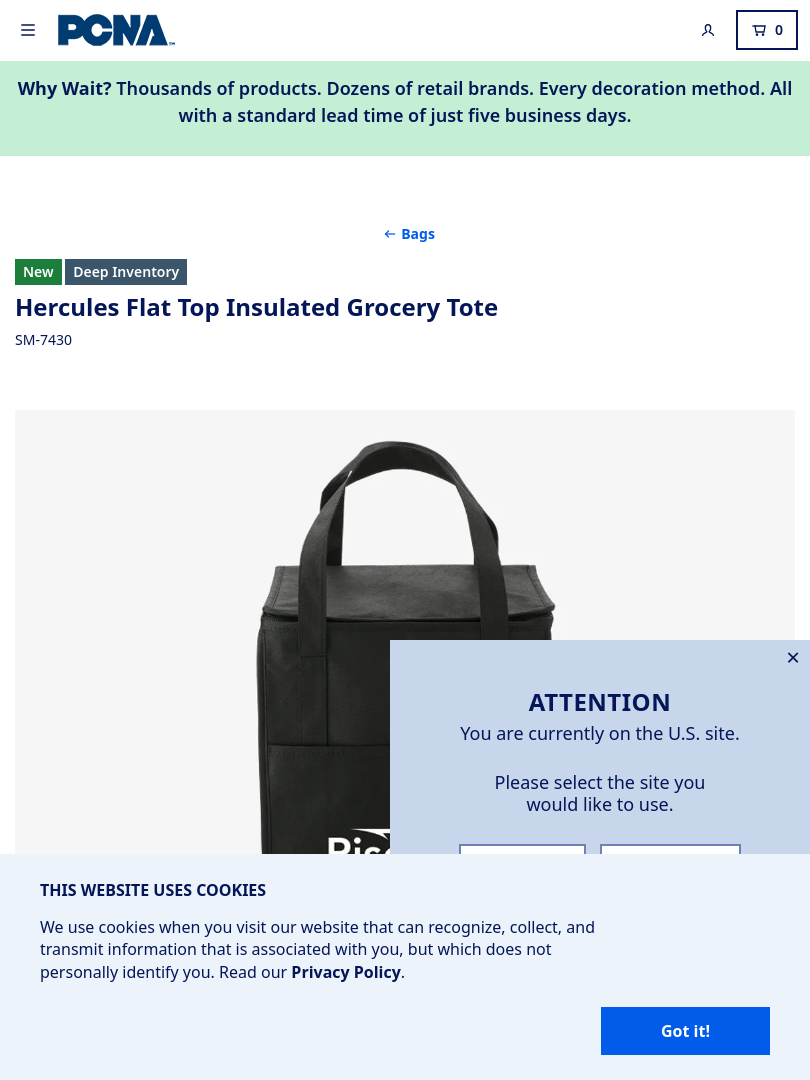 PCNA™
0
Why Wait? Thousands of products. Dozens of retail brands. Every decoration method. All
with a standard lead time of just five business days.
← Bags
New
Deep Inventory
Hercules Flat Top Insulated Grocery Tote
SM-7430
ATTENTION
You are currently on the U.S. site.
Please select the site you
would like to use.
THIS WEBSITE USES COOKIES
We use cookies when you visit our website that can recognize, collect, and
transmit information that is associated with you, but which does not
personally identify you. Read our Privacy Policy.
Got it!